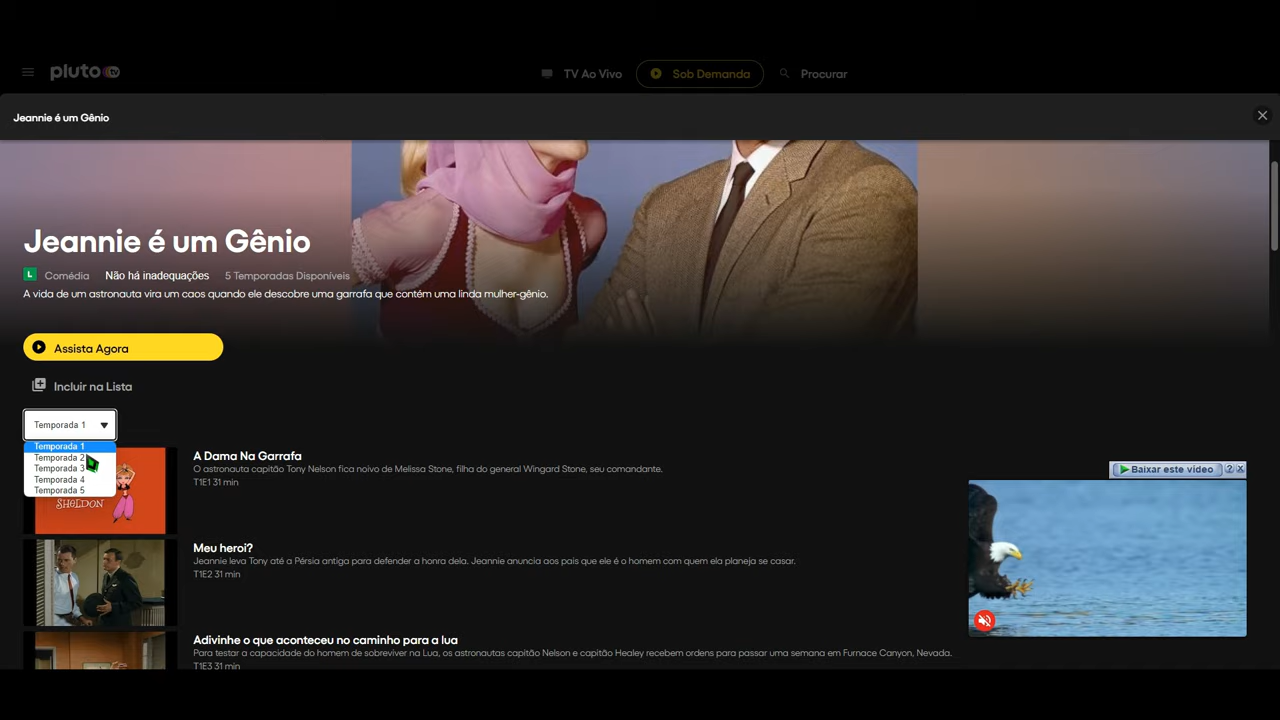 pluto tv
TV Ao Vivo
Sob Demanda
Procurar
Jeannie é um Gênio
Jeannie é um Gênio
L Comédia Não há inadequações 5 Temporadas Disponíveis
A vida de um astronauta vira um caos quando ele descobre uma garrafa que contém uma linda mulher-gênio.
Assista Agora
Incluir na Lista
Temporada 1
Temporada 1
Temporada 2
Temporada 3
Temporada 4
Temporada 5
SHELDON
A Dama Na Garrafa
O astronauta capitão Tony Nelson fica noivo de Melissa Stone, filha do general Wingard Stone, seu comandante.
T1E1 31 min
Baixar este vídeo ? X
Meu heroi?
Jeannie leva Tony até a Pérsia antiga para defender a honra dela. Jeannie anuncia aos pais que ele é o homem com quem ela planeja se casar.
T1E2 31 min
Adivinhe o que aconteceu no caminho para a lua
Para testar a capacidade do homem de sobreviver na Lua, os astronautas capitão Nelson e capitão Healey recebem ordens para passar uma semana em Furnace Canyon, Nevada.
T1E3 31 min